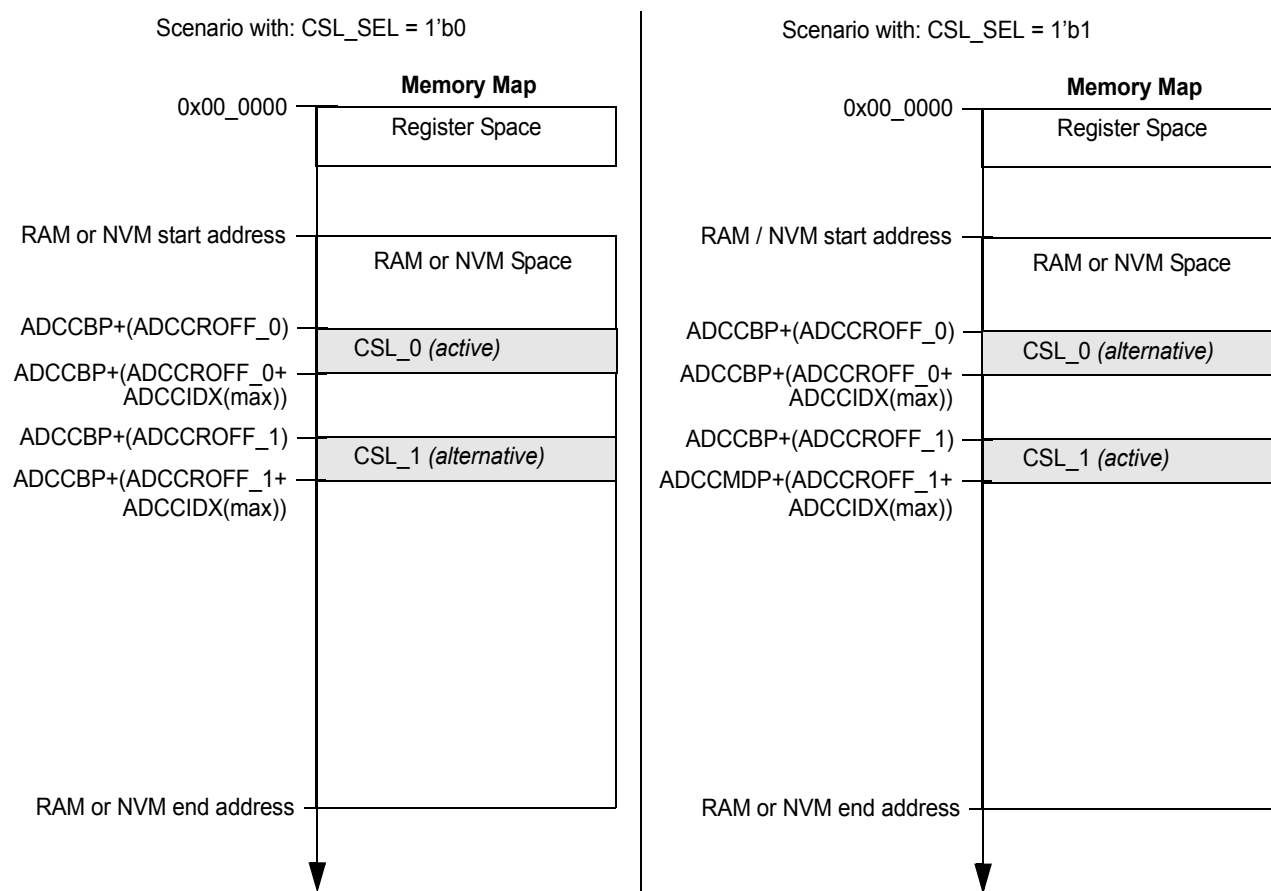 Scenario with: CSL_SEL = 1'b0
Memory Map
0x00_0000
Register Space
RAM or NVM start address
RAM or NVM Space
ADCCBP+(ADCCROFF_0)
CSL_0 (active)
ADCCBP+(ADCCROFF_0+
ADCCIDX(max))
ADCCBP+(ADCCROFF_1)
CSL_1 (alternative)
ADCCBP+(ADCCROFF_1+
ADCCIDX(max))
RAM or NVM end address
Scenario with: CSL_SEL = 1'b1
Memory Map
0x00_0000
Register Space
RAM / NVM start address
RAM or NVM Space
ADCCBP+(ADCCROFF_0)
CSL_0 (alternative)
ADCCBP+(ADCCROFF_0+
ADCCIDX(max))
ADCCBP+(ADCCROFF_1)
CSL_1 (active)
ADCCMDP+(ADCCROFF_1+
ADCCIDX(max))
RAM or NVM end address